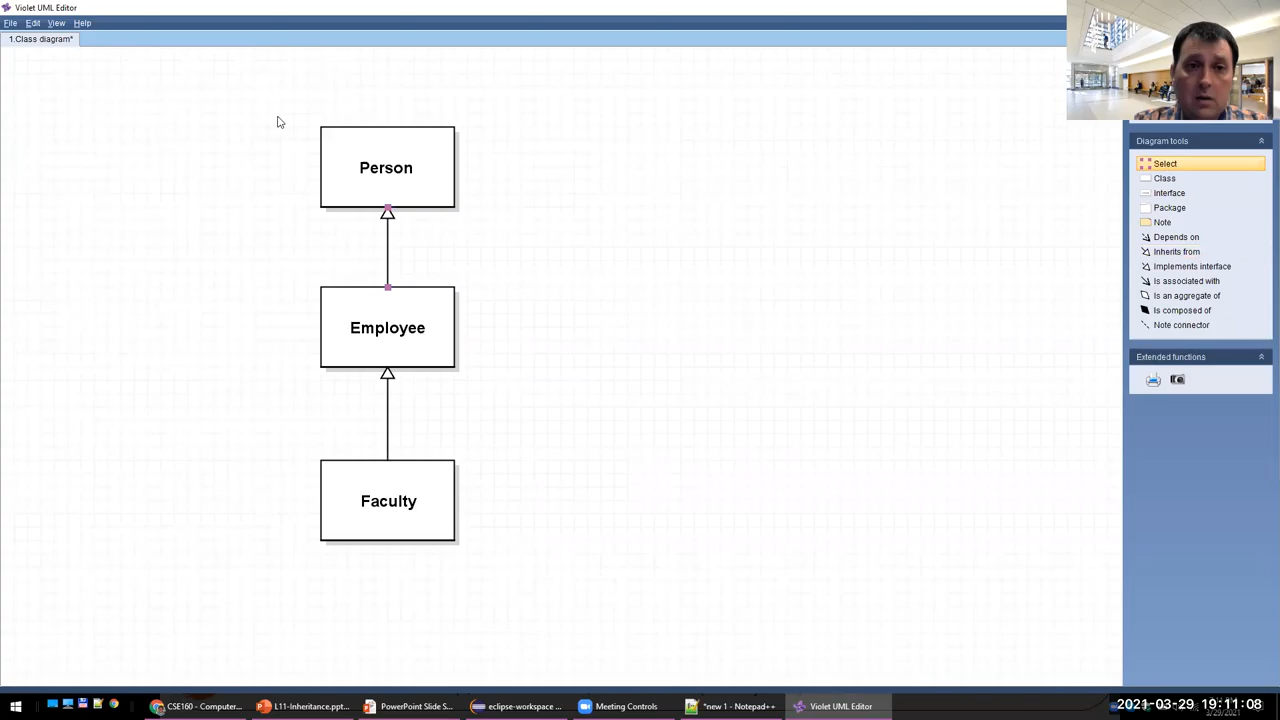 Violet UML Editor
File Edit View Help
1.Class diagram*
Person
Employee
Faculty
Diagram tools
Select
Class
Interface
Package
Note
Depends on
Inherits from
Implements interface
Is associated with
Is an aggregate of
Is composed of
Note connector
Extended functions
CSE160 - Computer... L11-Inheritance.ppt... PowerPoint Slide S... eclipse-workspace ... Meeting Controls *new 1 - Notepad++ Violet UML Editor
2021-03-29 19:11:08